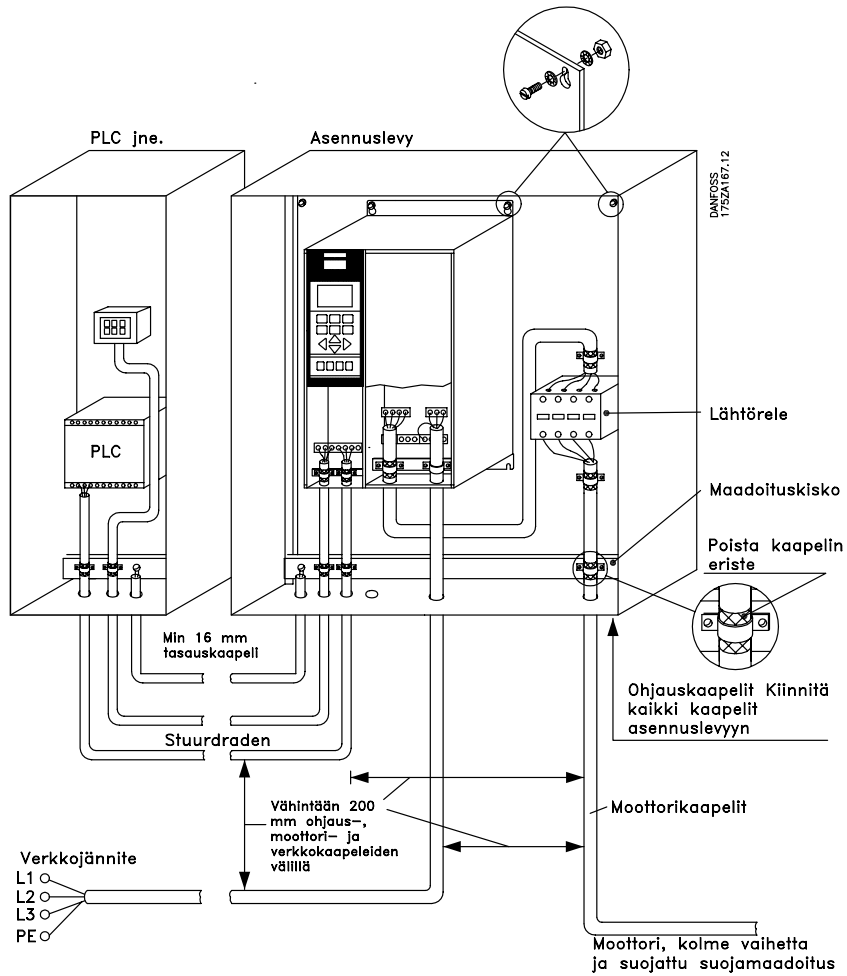 PLC jne.
Asennuslevy
DANFOSS
175ZA167.12
PLC
Lähtörele
Maadoituskisko
Poista kaapelin
eriste
Min 16 mm
tasauskaapeli
Ohjauskaapelit Kiinnitä
kaikki kaapelit
asennuslevyyn
Stuurdraden
Vähintään 200
mm ohjaus-,
moottori- ja
verkkokaapeleiden
välillä
Moottorikaapelit
Verkkojännite
L1
L2
L3
PE
Moottori, kolme vaihetta
ja suojattu suojamaadoitus